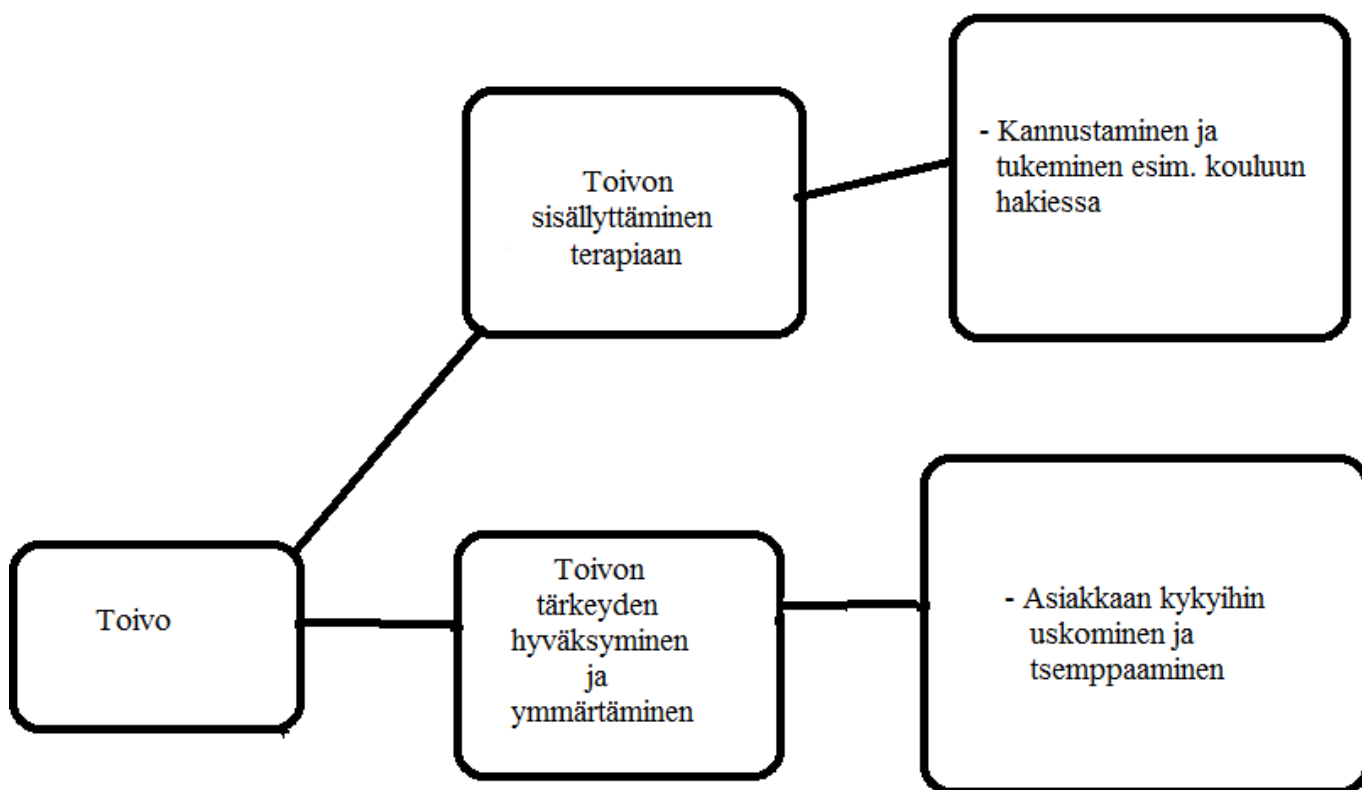 Toivon
sisällyttäminen
terapiaan
- Kannustaminen ja
tukeminen esim. kouluun
hakiessa
Toivo
Toivon
tärkeyden
hyväksyminen
ja
ymmärtäminen
- Asiakkaan kykyihin
uskominen ja
tsemppaaminen